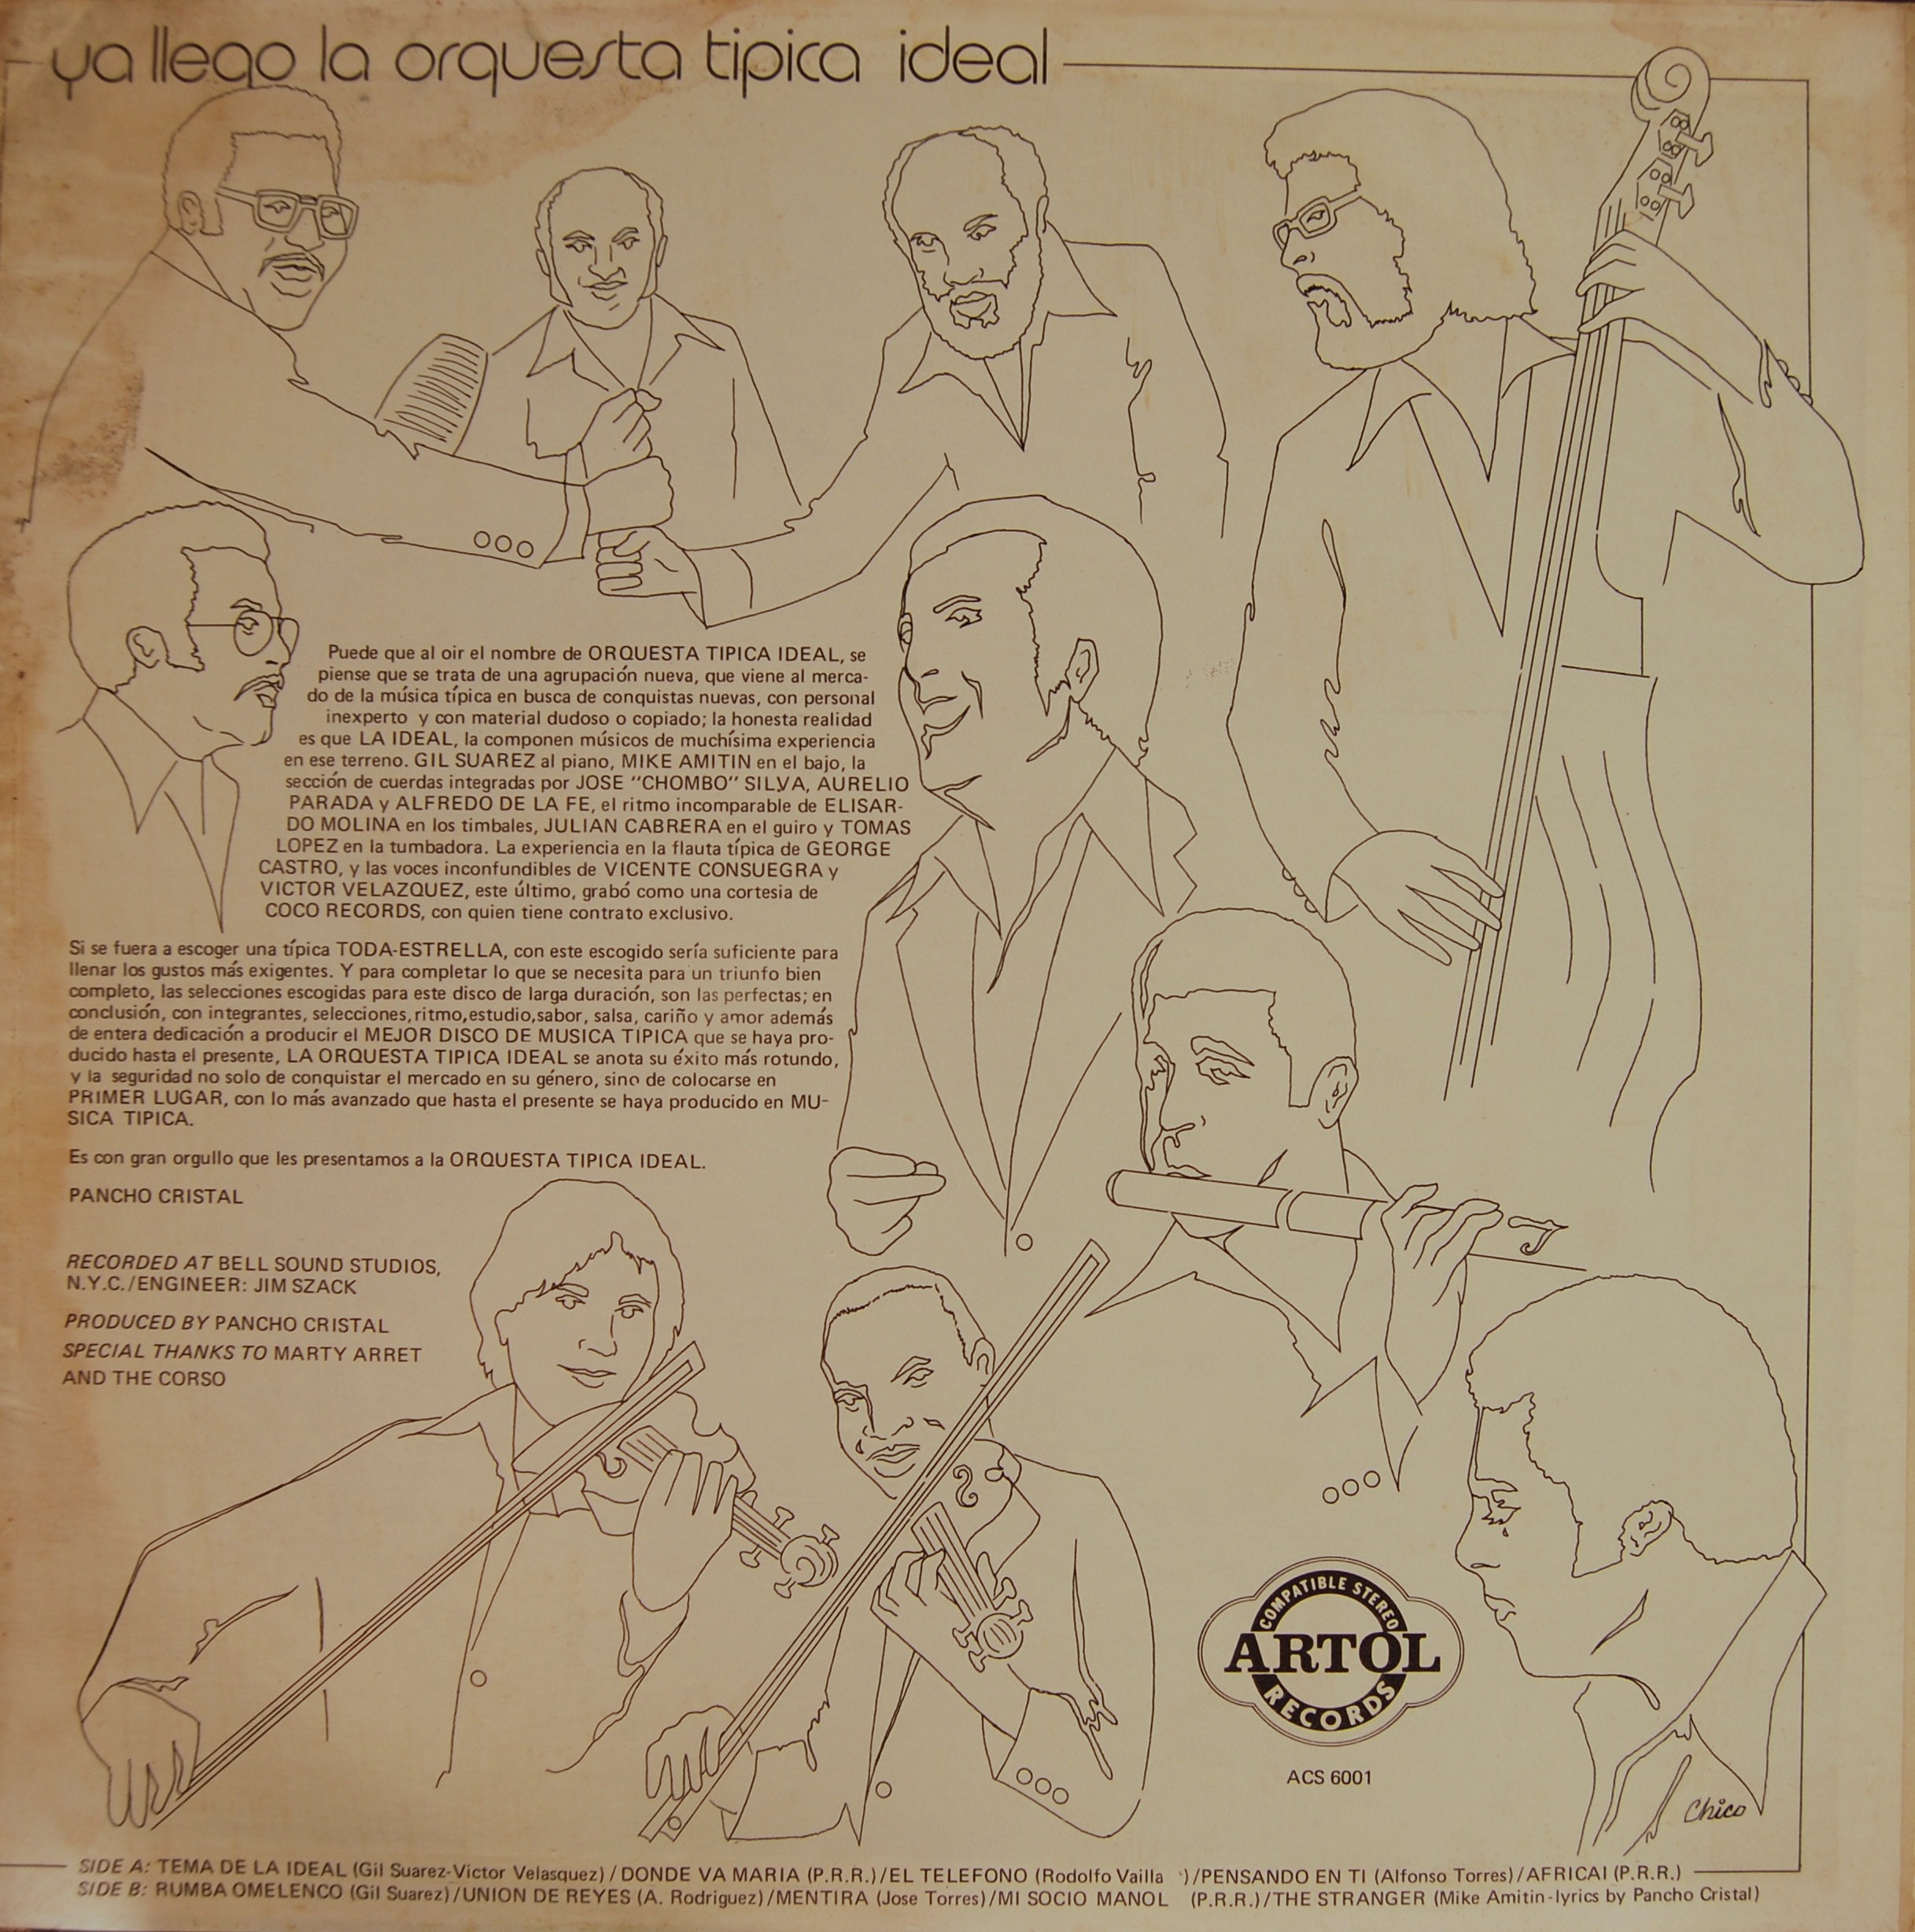 ya llego la orquesta tipica ideal
Puede que al oir el nombre de ORQUESTA TIPICA IDEAL, se
piense que se trata de una agrupación nueva, que viene al merca-
do de la música típica en busca de conquistas nuevas, con personal
inexperto y con material dudoso o copiado; la honesta realidad
es que LA IDEAL, la componen músicos de muchísima experiencia
en ese terreno. GIL SUAREZ al piano, MIKE AMITIN en el bajo, la
sección de cuerdas integradas por JOSE "CHOMBO" SILVA, AURELIO
PARADA y ALFREDO DE LA FE, el ritmo incomparable de ELISAR-
DO MOLINA en los timbales, JULIAN CABRERA en el guiro y TOMAS
LOPEZ en la tumbadora. La experiencia en la flauta típica de GEORGE
CASTRO, y las voces inconfundibles de VICENTE CONSUEGRA y
VICTOR VELAZQUEZ, este último, grabó como una cortesia de
COCO RECORDS, con quien tiene contrato exclusivo.
Si se fuera a escoger una típica TODA-ESTRELLA, con este escogido sería suficiente para
llenar los gustos más exigentes. Y para completar lo que se necesita para un triunfo bien
completo, las selecciones escogidas para este disco de larga duración, son las perfectas; en
conclusión, con integrantes, selecciones, ritmo, estudio, sabor, salsa, cariño y amor además
de entera dedicación a producir el MEJOR DISCO DE MUSICA TIPICA que se haya pro-
ducido hasta el presente, LA ORQUESTA TIPICA IDEAL se anota su éxito más rotundo,
y la seguridad no solo de conquistar el mercado en su género, sino de colocarse en
PRIMER LUGAR, con lo más avanzado que hasta el presente se haya producido en MU-
SICA TIPICA.
Es con gran orgullo que les presentamos a la ORQUESTA TIPICA IDEAL.
PANCHO CRISTAL
RECORDED AT BELL SOUND STUDIOS,
N.Y.C./ENGINEER: JIM SZACK
PRODUCED BY PANCHO CRISTAL
SPECIAL THANKS TO MARTY ARRET
AND THE CORSO
COMPATIBLE STEREO
ARTOL
RECORDS
ACS 6001
Chico
SIDE A: TEMA DE LA IDEAL (Gil Suarez-Victor Velasquez)/DONDE VA MARIA (P.R.R.)/EL TELEFONO (Rodolfo Vailla )/PENSANDO EN TI (Alfonso Torres)/AFRICAI (P.R.R.)
SIDE B: RUMBA OMELENCO (Gil Suarez)/UNION DE REYES (A. Rodriguez)/MENTIRA (Jose Torres)/MI SOCIO MANOL (P.R.R.)/THE STRANGER (Mike Amitin-lyrics by Pancho Cristal)